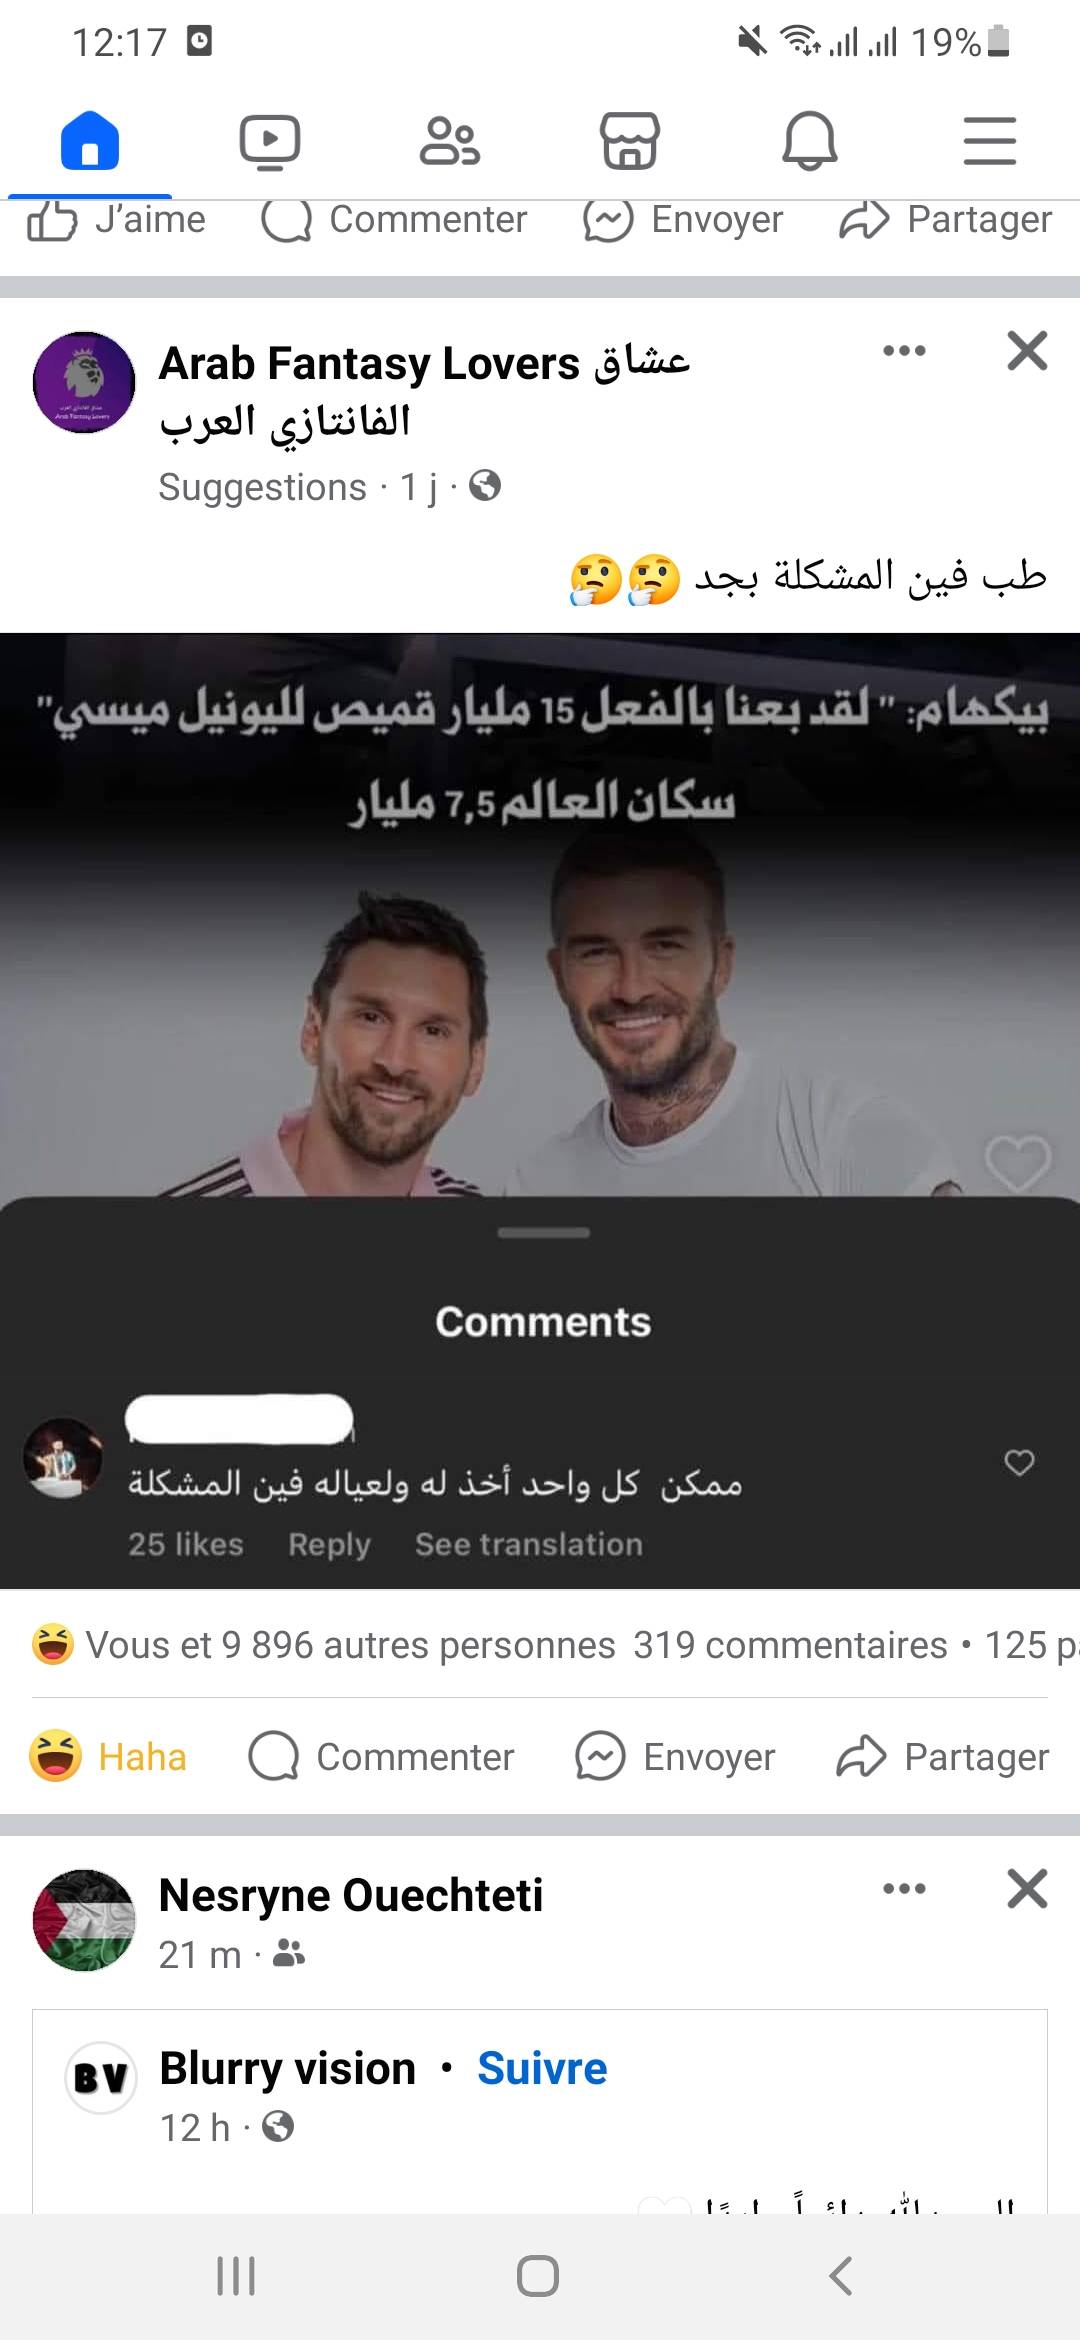 12:17
19%
J'aime Commenter Envoyer Partager
Arab Fantasy Lovers عشاق
الفانتازي العرب
Suggestions · 1 j ·
طب فين المشكلة بجد 🤔🤔
بيكهام: " لقد بعنا بالفعل 15 مليار قميص لليونيل ميسي"
سكان العالم 7,5 مليار
Comments
ممكن كل واحد أخذ له ولعياله فين المشكلة
25 likes Reply See translation
Vous et 9 896 autres personnes 319 commentaires • 125
Haha Commenter Envoyer Partager
Nesryne Ouechteti
21 m ·
Blurry vision • Suivre
12 h ·